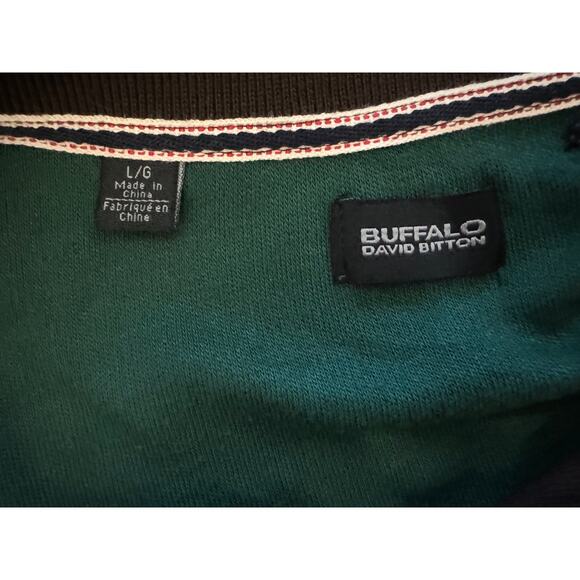 L/G
Made in
China
Fabriqué en
Chine
BUFFALO
DAVID BITTON